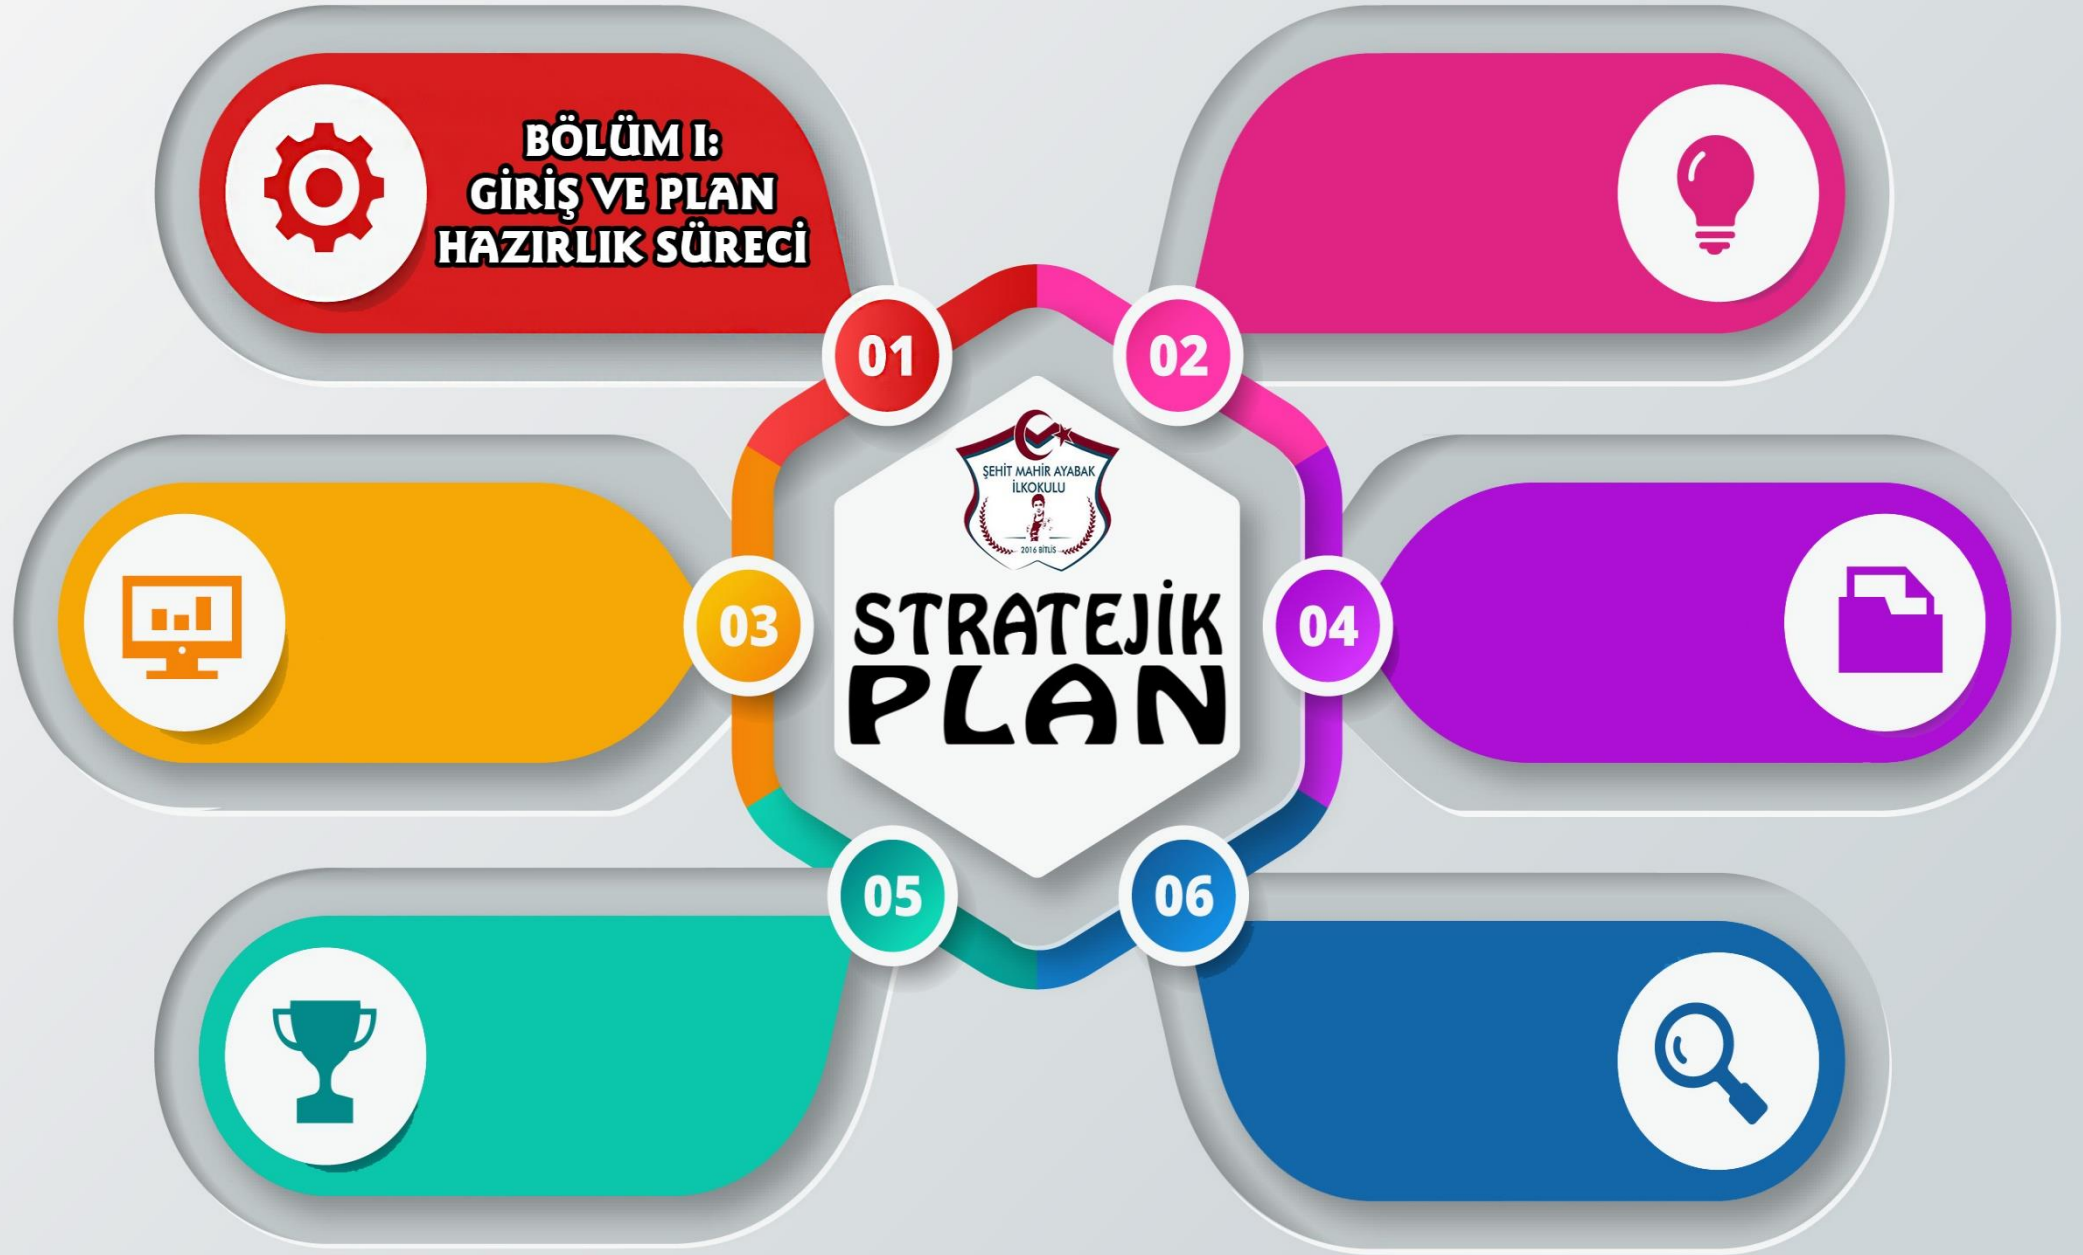 BÖLÜM I:
GİRİŞ VE PLAN
HAZIRLIK SÜRECİ
01
02
ŞEHİT MAHİR AYABAK
İLKOKULU
2016 BİTLİS
STRATEJİK
PLAN
03
04
05
06